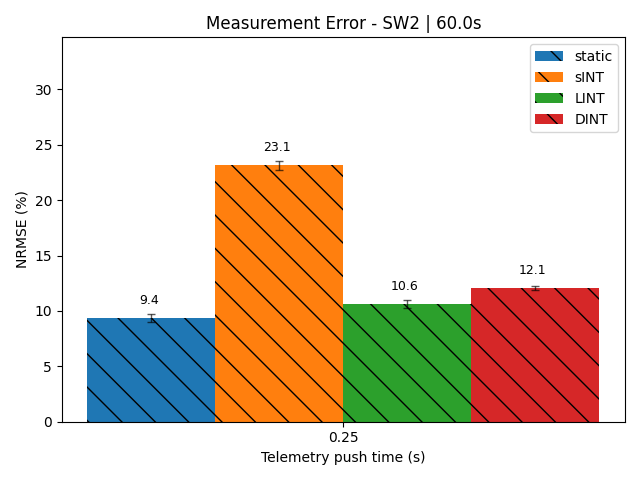 Measurement Error - SW2 | 60.0s
static
sINT
LINT
DINT
NRMSE (%)
30
25
20
15
10
5
0
9.4
23.1
10.6
12.1
0.25
Telemetry push time (s)